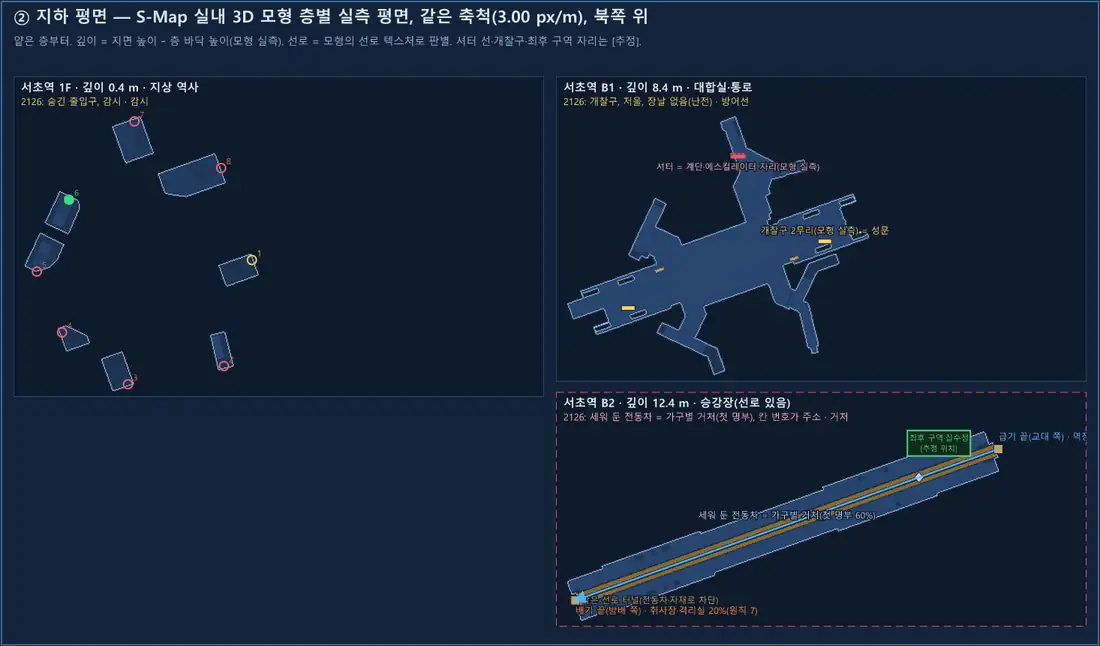 ② 지하 평면 — S-Map 실내 3D 모형 층별 실측 평면, 같은 축척(3.00 px/m), 북쪽 위
얕은 층부터. 깊이 = 지면 높이 − 층 바닥 높이(모형 실측). 선로 = 모형의 선로 텍스처로 판별. 셔터 선·개찰구·최후 구역 자리는 [추정].
서초역 1F · 깊이 0.4 m · 지상 역사
2126: 숨긴 출입구, 감시 · 감시
7
8
6
5
1
4
3
서초역 B1 · 깊이 8.4 m · 대합실·통로
2126: 개찰구, 저울, 장날 없음(난전) · 방어선
셔터 = 계단·에스컬레이터 자리(모형 실측)
개찰구 2무리(모형 실측) = 성문
서초역 B2 · 깊이 12.4 m · 승강장(선로 있음)
2126: 세워 둔 전동차 = 가구별 거처(첫 명부), 칸 번호가 주소 · 거처
최후 구역·집수정
(추정 위치)
급기 끝(교대 쪽) ·
세워 둔 전동차 = 가구별 거처(첫 명부 60%)
선로 터널(전동차·자재로 차단)
배기 끝(방배 쪽) · 취사장·격리실 20%(원칙 7)